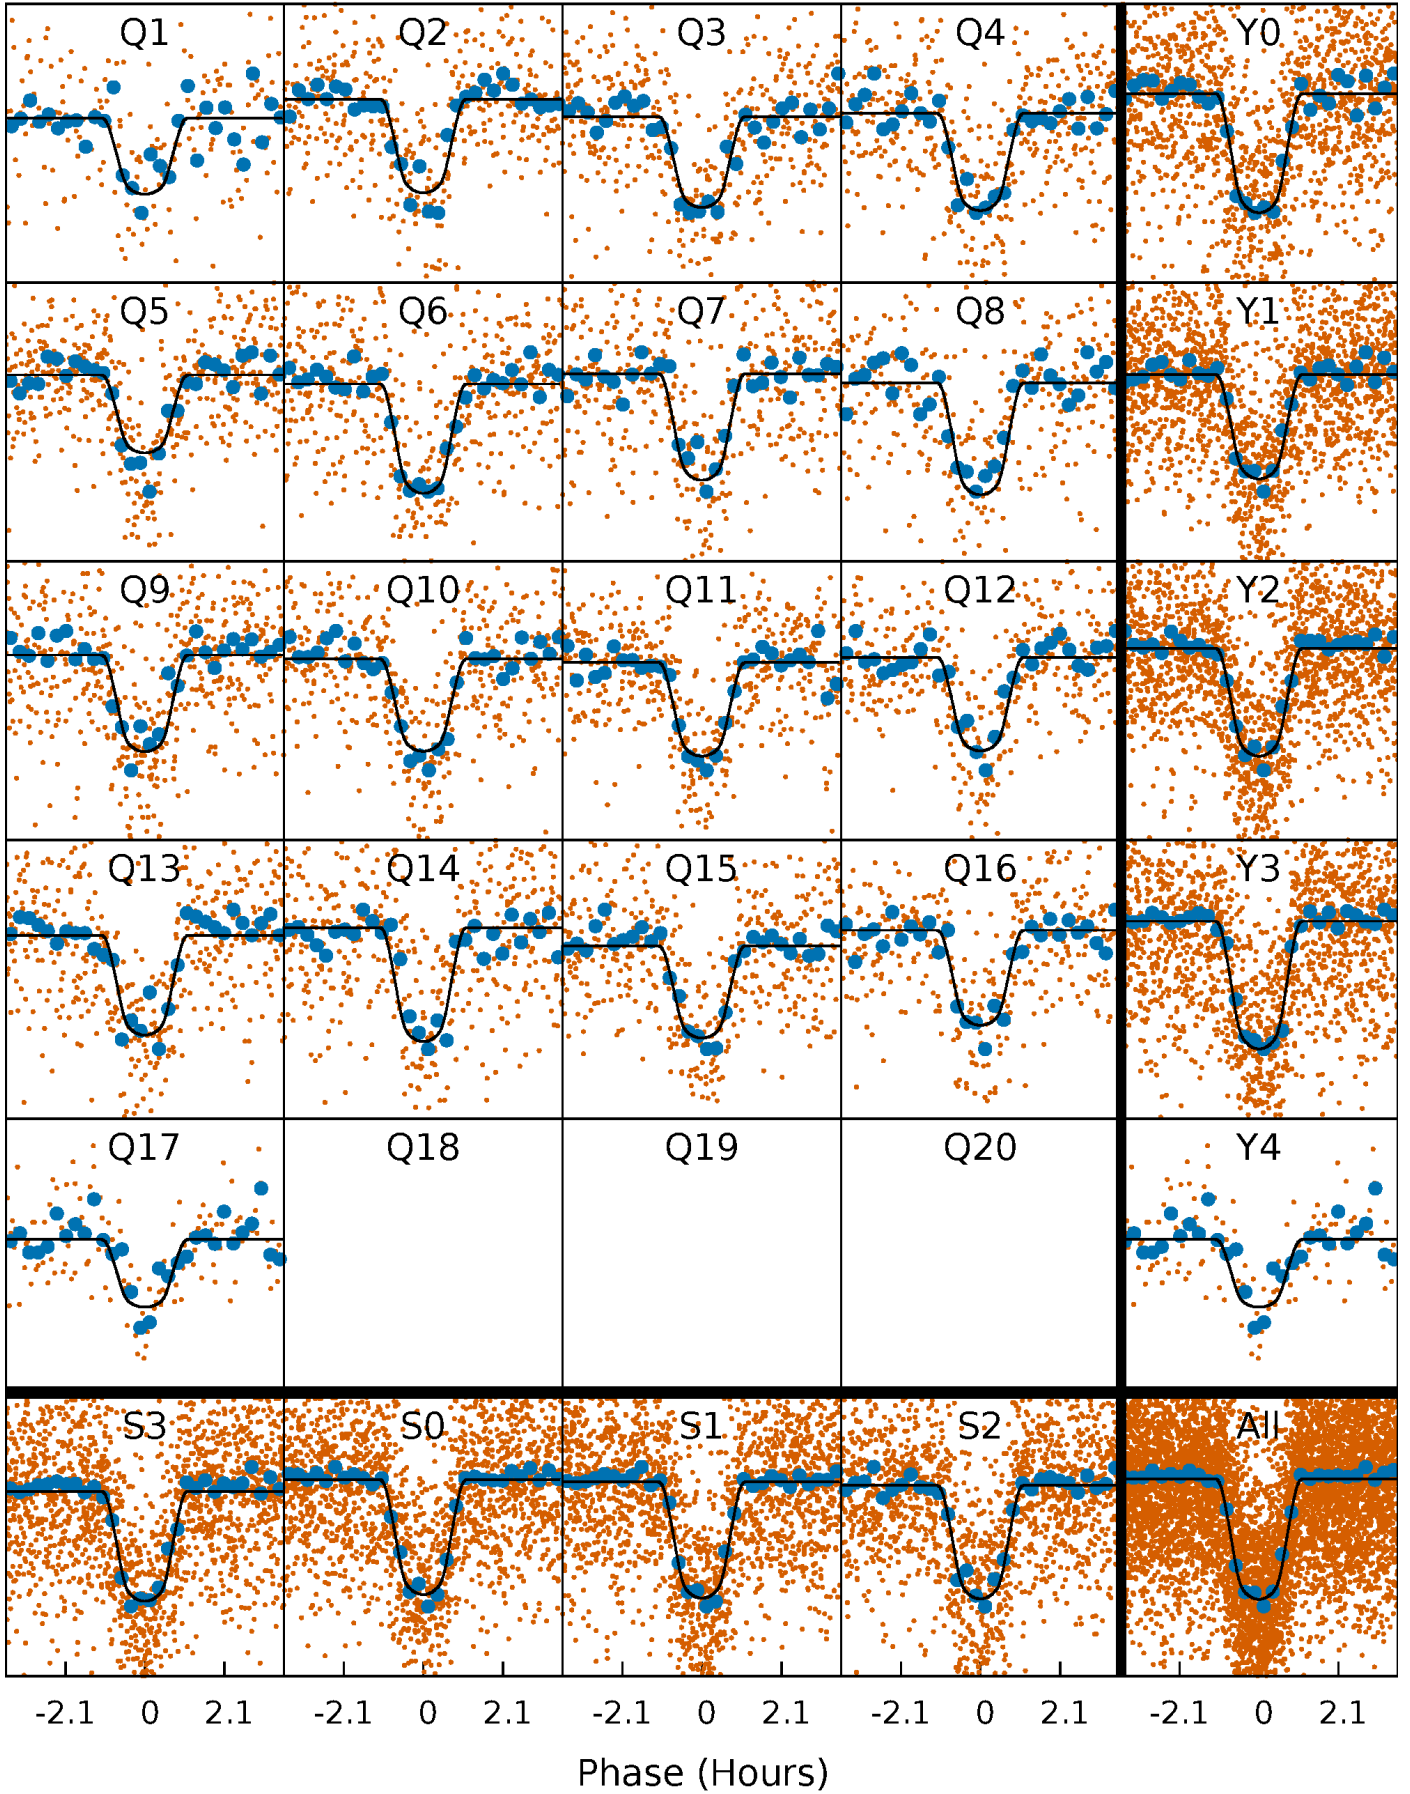 Q1 Q2 Q3 Q4 Y0
Q5 Q6 Q7 Q8 Y1
Q9 Q10 Q11 Q12 Y2
Q13 Q14 Q15 Q16 Y3
Q17 Q18 Q19 Q20 Y4
S3 S0 S1 S2 All
-2.1 0 2.1 -2.1 0 2.1 -2.1 0 2.1 -2.1 0 2.1 -2.1 0 2.1
Phase (Hours)